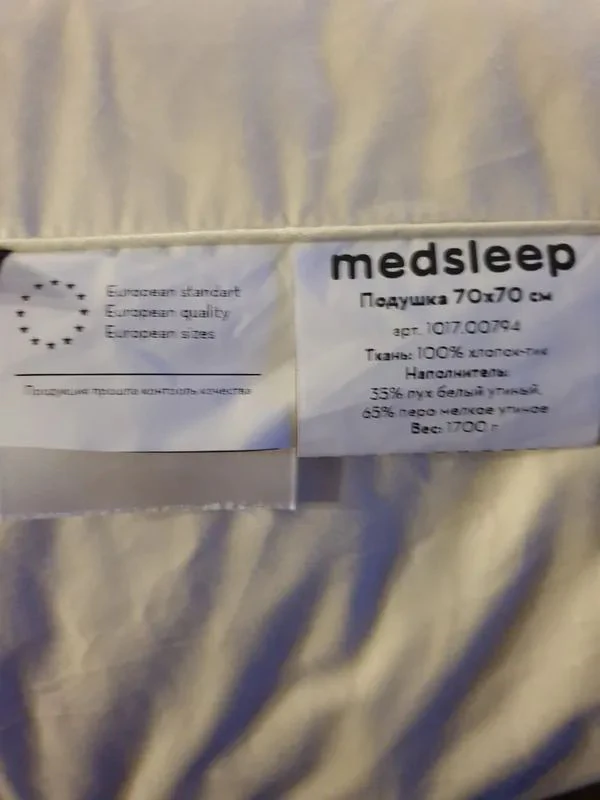 European standart
European quality
European sizes
Продукция прошла контроль качества
medsleep
Подушка 70x70 см
арт. 1017.00794
Ткань: 100% хлопок-тик
Наполнитель:
35% пух белый утиный,
65% перо мелкое утиное
Вес: 1700 г